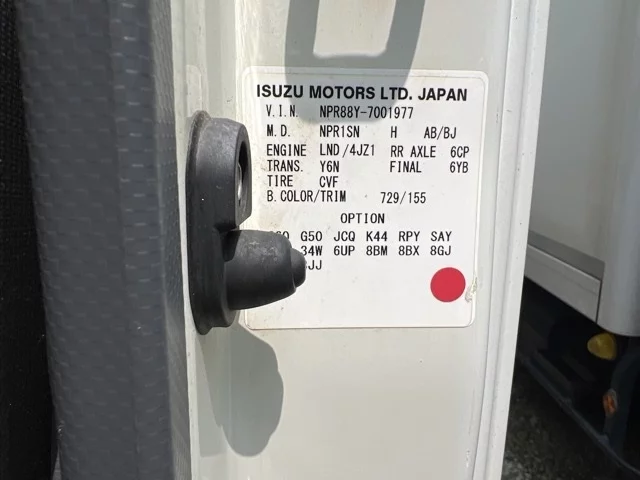 ISUZU MOTORS LTD. JAPAN
V.I.N. NPR88Y-7001977
M.D. NPR1SN H AB/BJ
ENGINE LND/4JZ1 RR AXLE 6CP
TRANS. Y6N FINAL 6YB
TIRE CVF
B.COLOR/TRIM 729/155
OPTION
G50 JCQ K44 RPY SAY
34W 6UP 8BM 8BX 8GJ